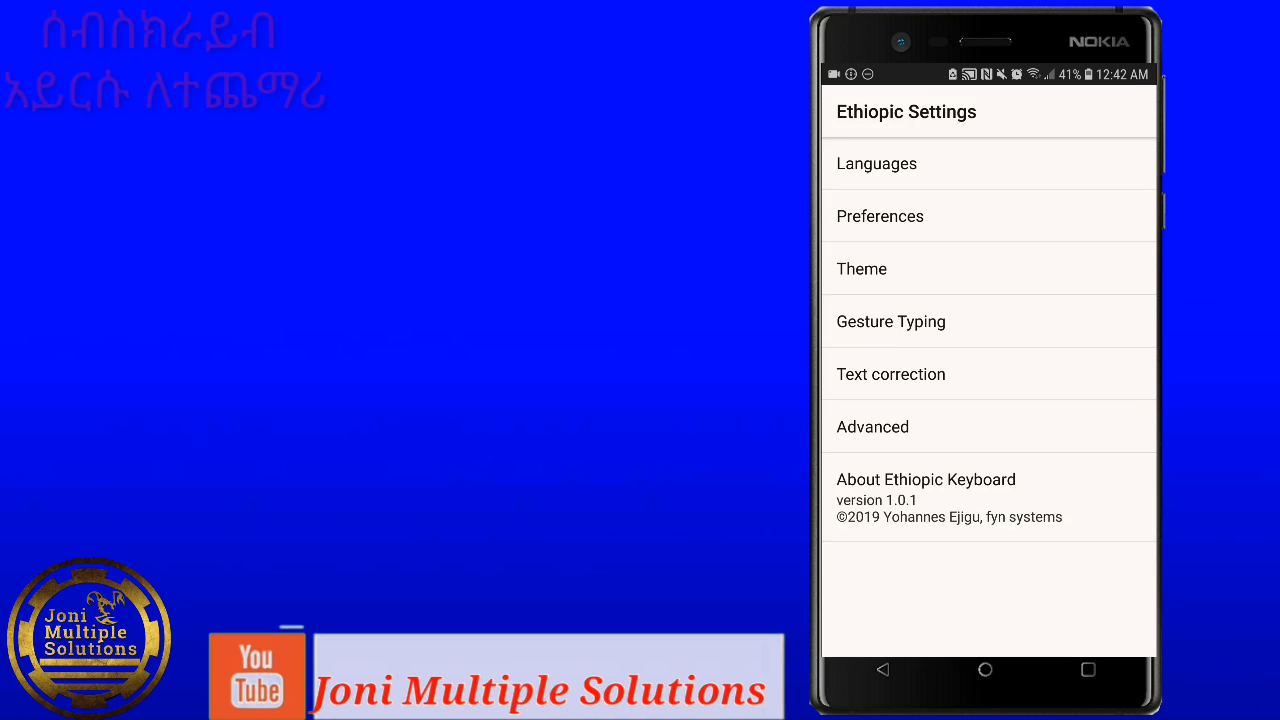 ሰብስክራይብ
አይርሱ ለተጨማሪ
NOKIA
41% 12:42 AM
Ethiopic Settings
Languages
Preferences
Theme
Gesture Typing
Text correction
Advanced
About Ethiopic Keyboard
version 1.0.1
©2019 Yohannes Ejigu, fyn systems
Joni
Multiple
Solutions
You
Tube
Joni Multiple Solutions